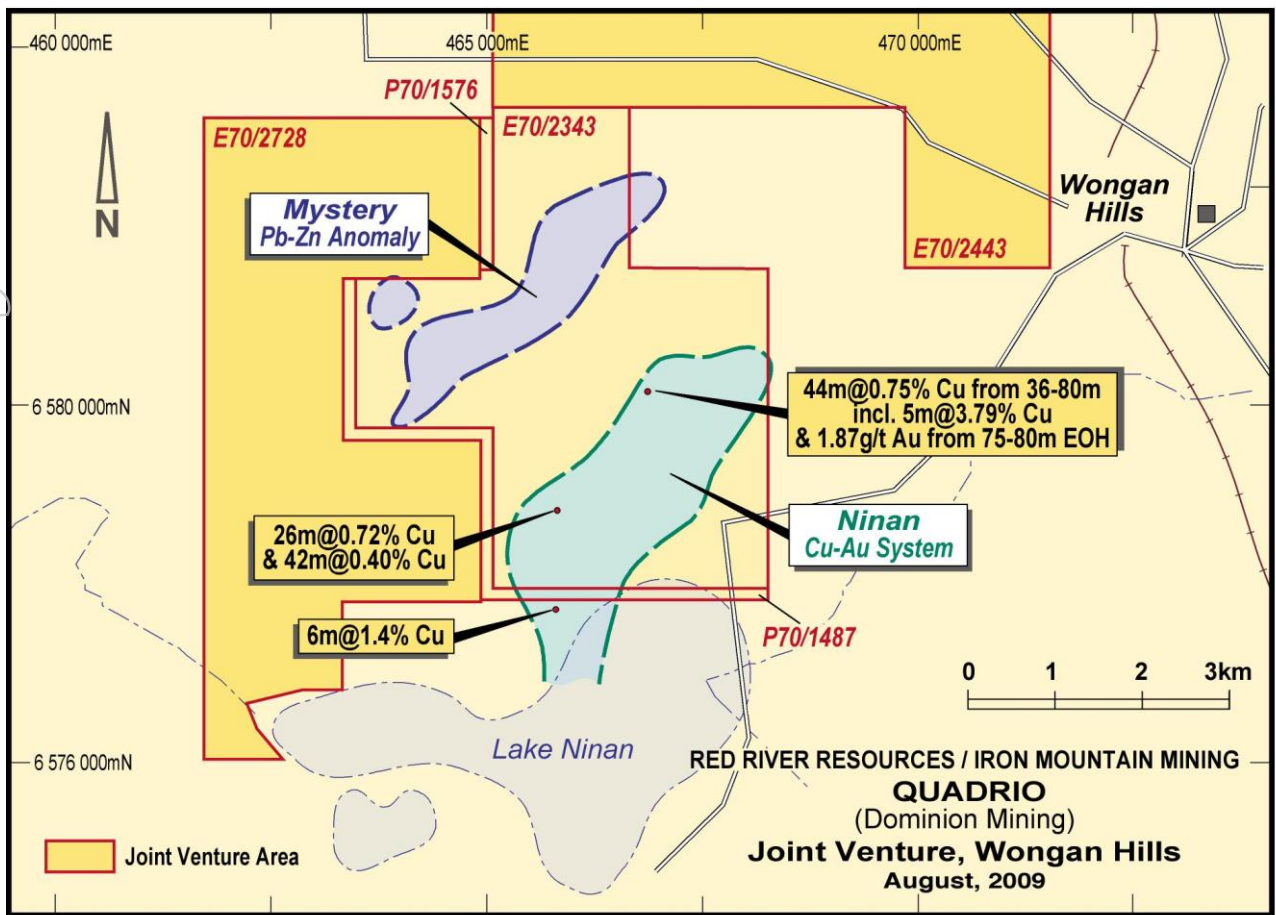 460 000mE
465 000mE
470 000mE
P70/1576
E70/2728
E70/2343
Wongan
Hills
Mystery
Pb-Zn Anomaly
N
E70/2443
6 580 000mN
44m@0.75% Cu from 36-80m
incl. 5m@3.79% Cu
& 1.87g/t Au from 75-80m EOH
26m@0.72% Cu
& 42m@0.40% Cu
Ninan
Cu-Au System
6m@1.4% Cu
P70/1487
0 1 2 3km
Lake Ninan
6 576 000mN
RED RIVER RESOURCES / IRON MOUNTAIN MINING
QUADRIO
(Dominion Mining)
Joint Venture, Wongan Hills
August, 2009
Joint Venture Area